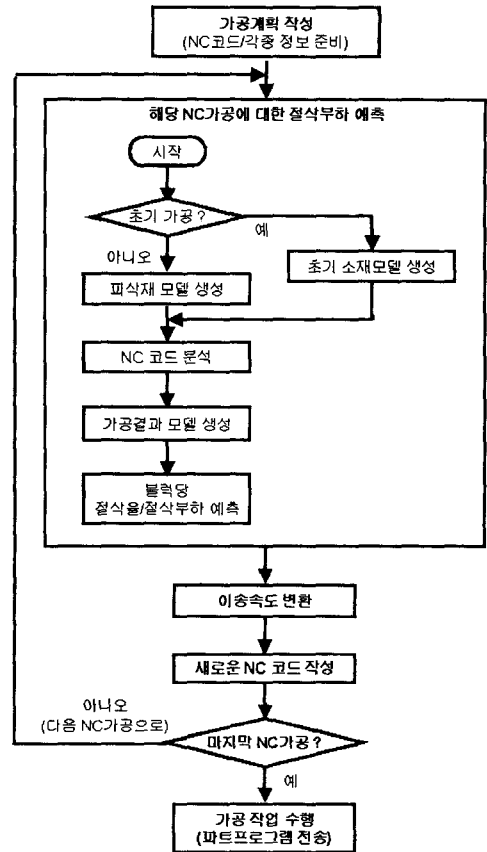 가공계획 작성
(NC코드/각종 정보 준비)
해당 NC가공에 대한 절삭부하 예측
시작
초기 가공 ?
예
아니오
초기 소재모델 생성
피삭재 모델 생성
NC 코드 분석
가공결과 모델 생성
블럭당
절삭율/절삭부하 예측
이송속도 변환
새로운 NC 코드 작성
아니오
(다음 NC가공으로)
마지막 NC가공 ?
예
가공 작업 수행
(파트프로그램 전송)